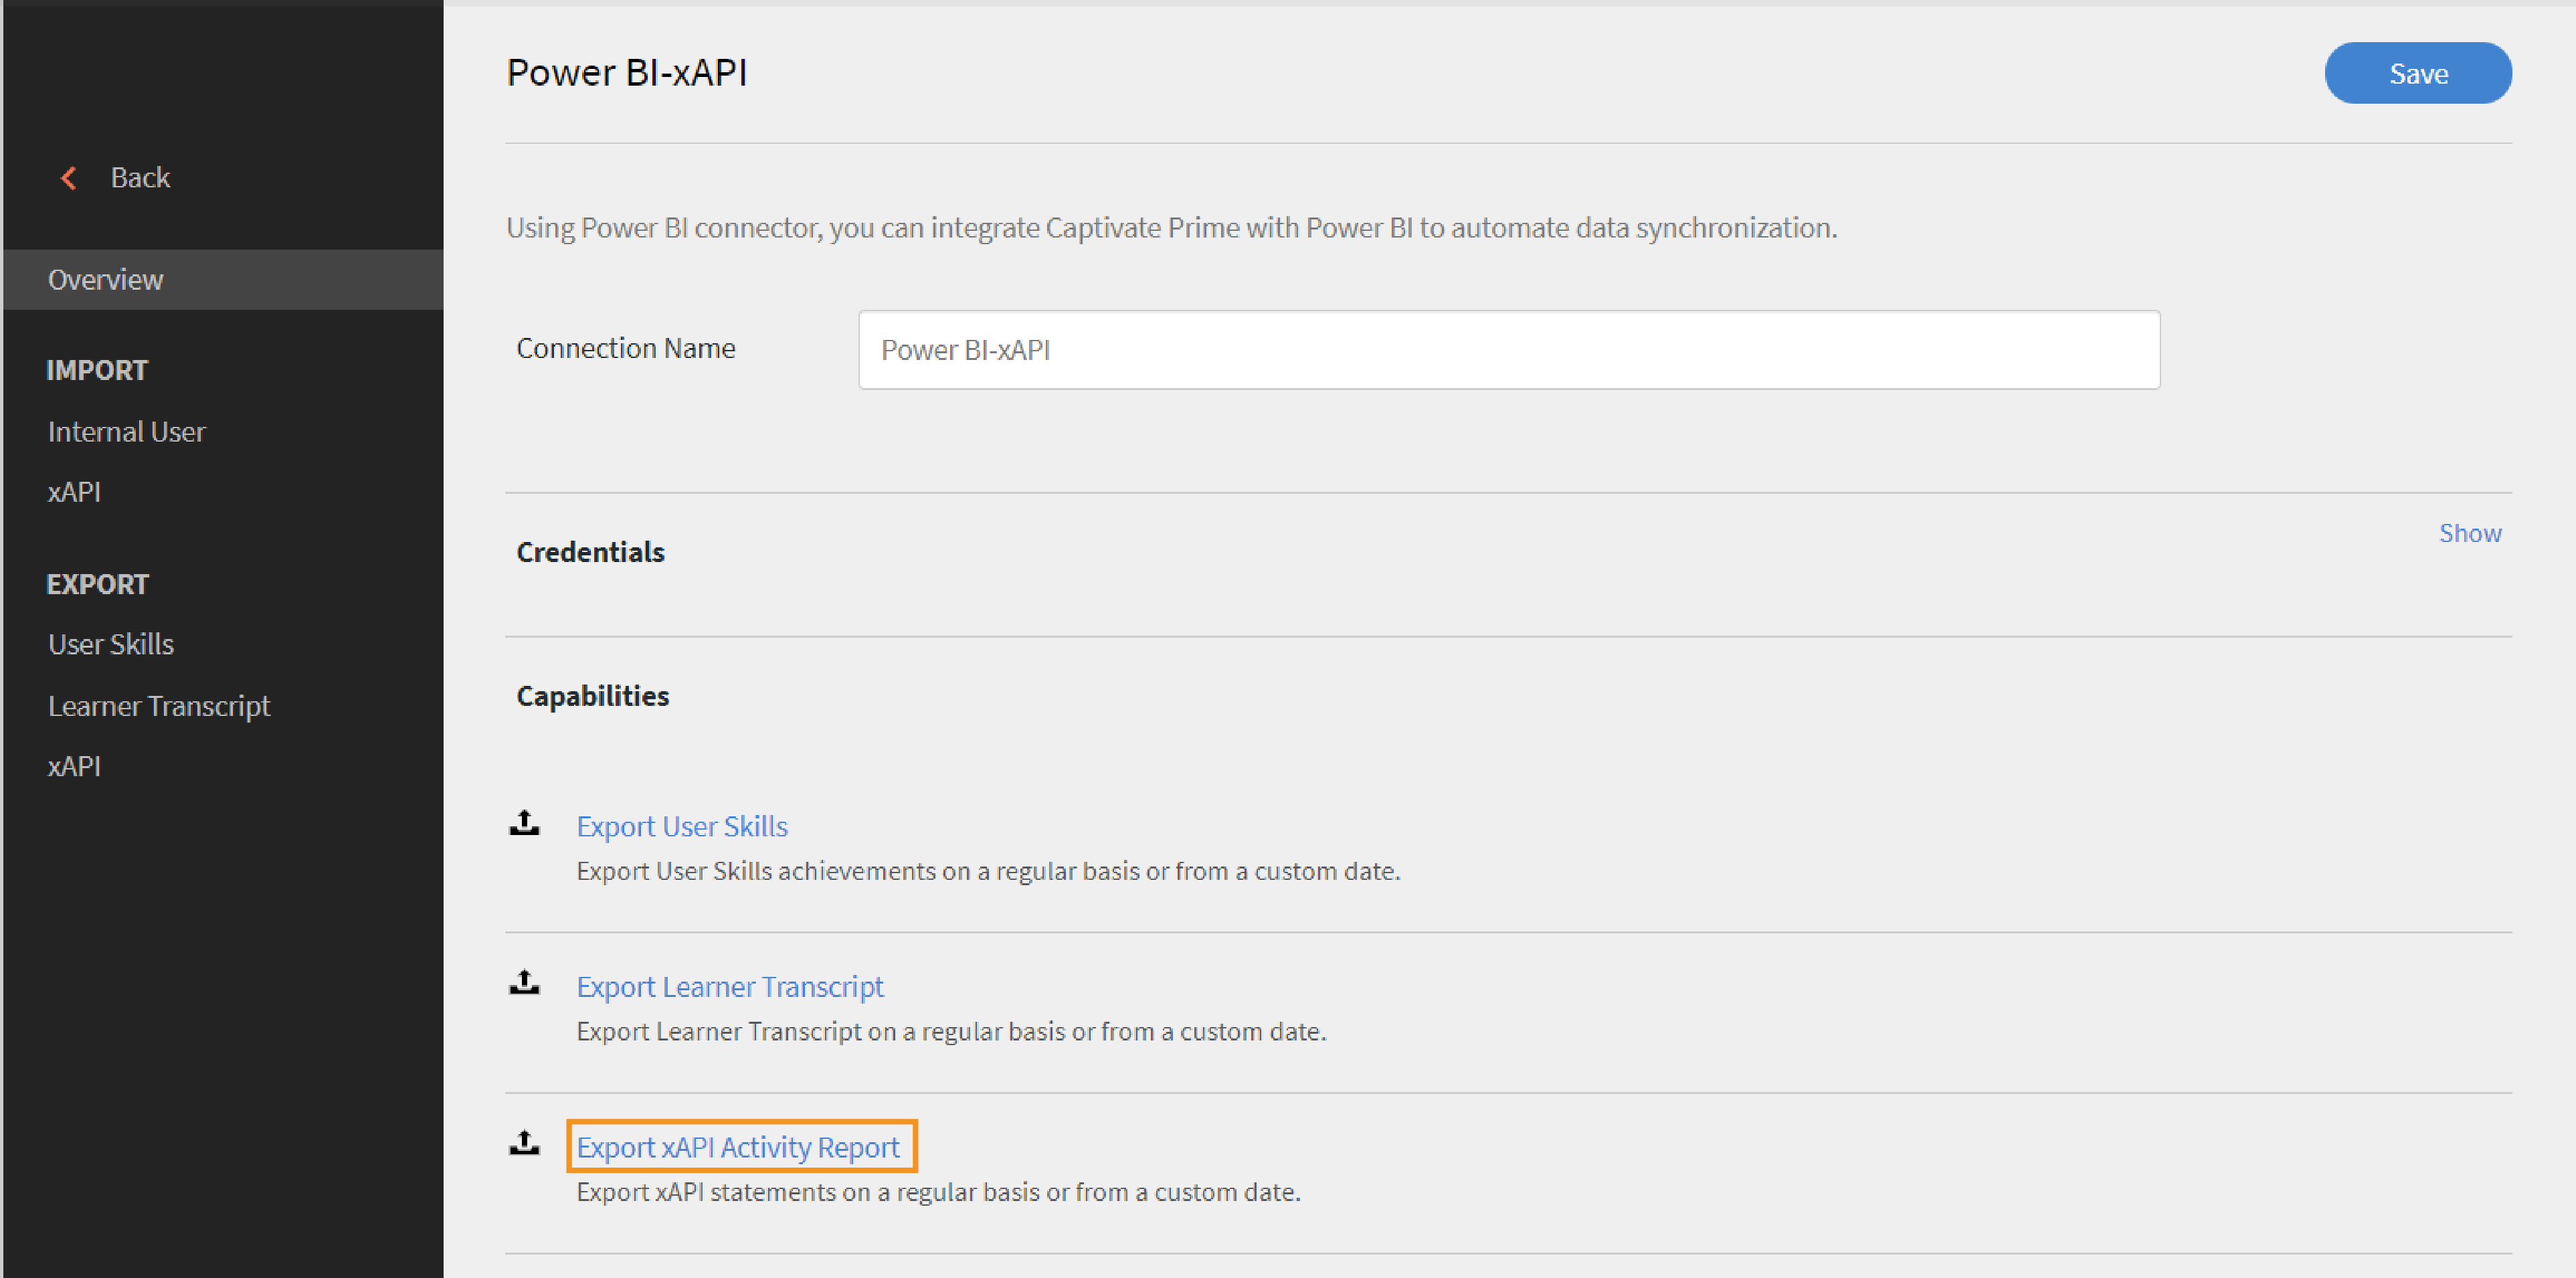 Back
Overview
IMPORT
Internal User
xAPI
EXPORT
User Skills
Learner Transcript
xAPI
Power BI-xAPI
Save
Using Power BI connector, you can integrate Captivate Prime with Power BI to automate data synchronization.
Connection Name
Power BI-xAPI
Credentials
Show
Capabilities
Export User Skills
Export User Skills achievements on a regular basis or from a custom date.
Export Learner Transcript
Export Learner Transcript on a regular basis or from a custom date.
Export xAPI Activity Report
Export xAPI statements on a regular basis or from a custom date.